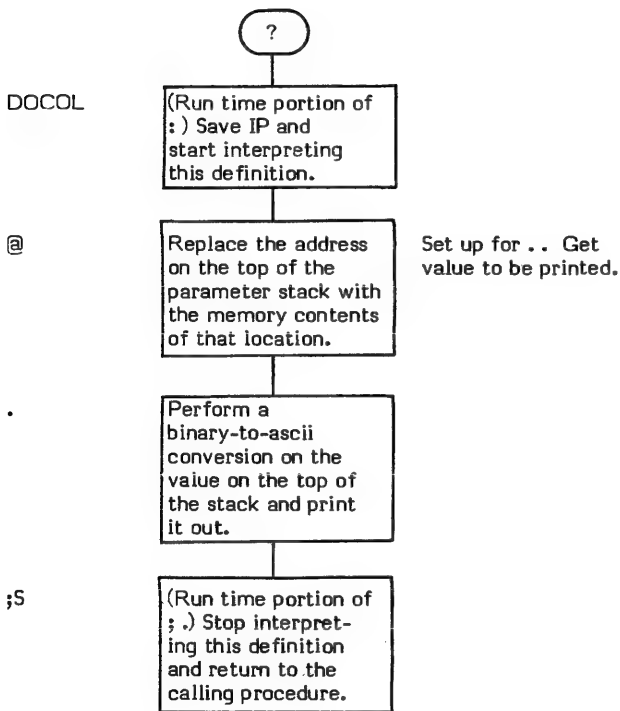 ?
DOCOL
(Run time portion of
: ) Save IP and
start interpreting
this definition.
@
Replace the address
on the top of the
parameter stack with
the memory contents
of that location.
Set up for . . Get
value to be printed.
.
Perform a
binary-to-ascii
conversion on the
value on the top of
the stack and print
it out.
;S
(Run time portion of
; .) Stop interpret-
ing this definition
and return to the
calling procedure.